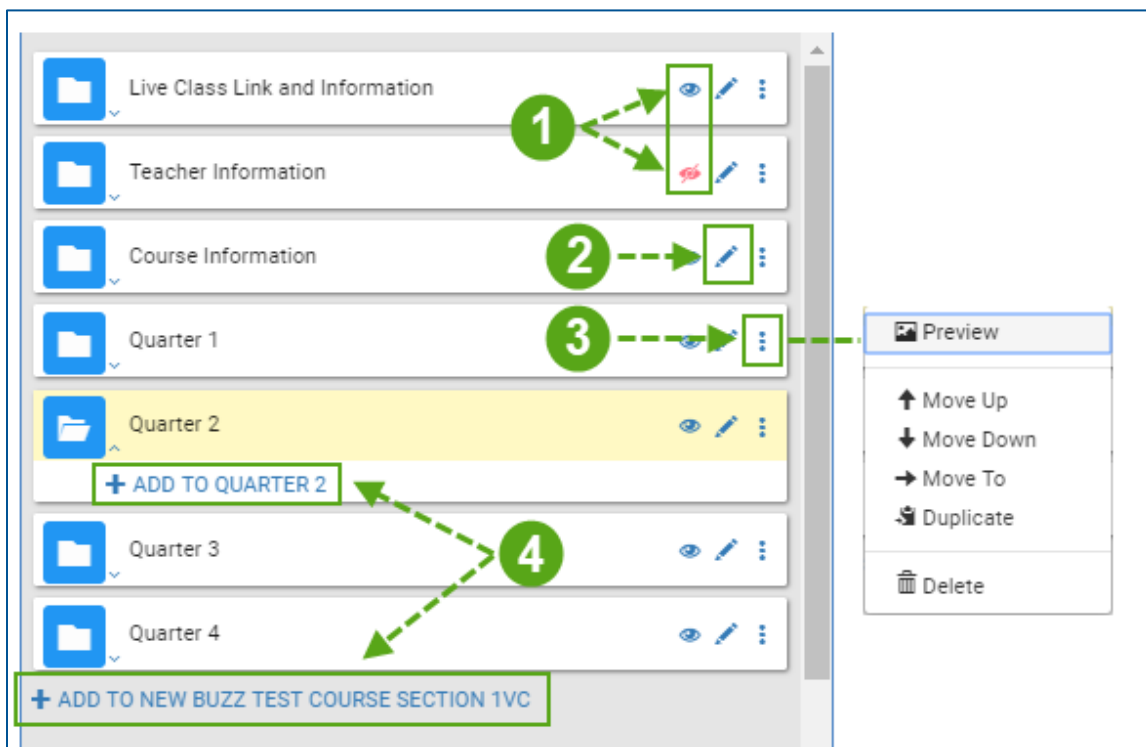 Live Class Link and Information
1
Teacher Information
Course Information
2
Quarter 1
3
Preview
Move Up
Move Down
Move To
Duplicate
Delete
Quarter 2
+ ADD TO QUARTER 2
4
Quarter 3
Quarter 4
+ ADD TO NEW BUZZ TEST COURSE SECTION 1VC